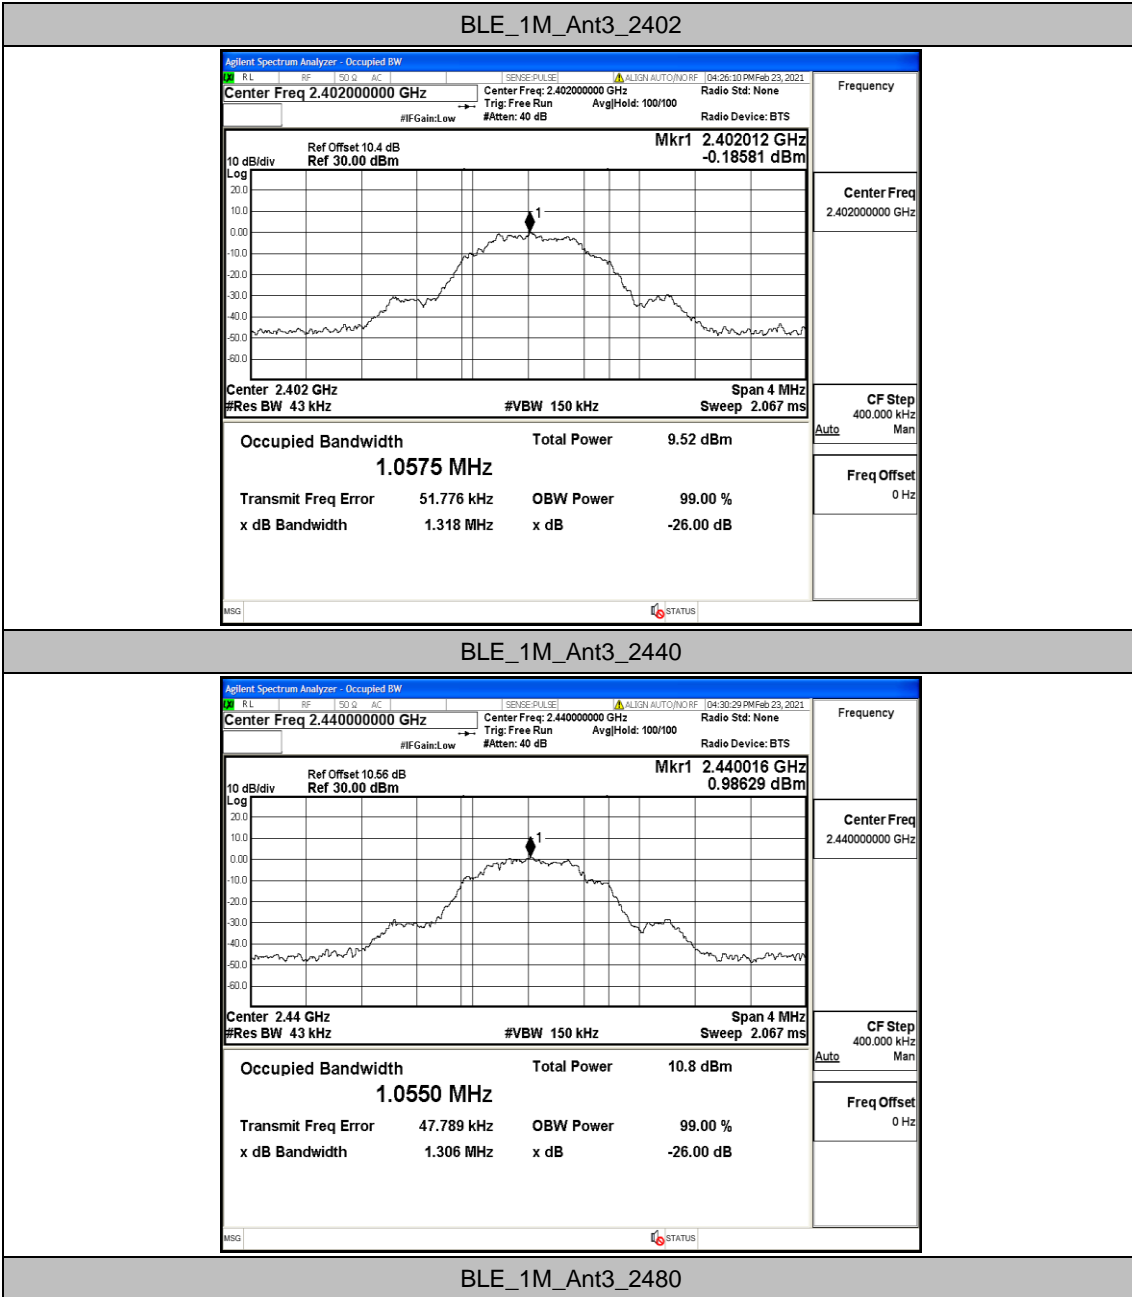 BLE_1M_Ant3_2402
Agilent Spectrum Analyzer - Occupied BW
LXI RL RF 50 Ω AC SENSE:PULSE ALIGN AUTO/NO RF 04:26:10 PM Feb 23, 2021
Center Freq 2.402000000 GHz
Center Freq: 2.402000000 GHz Radio Std: None
Trig: Free Run Avg|Hold: 100/100
#IFGain:Low #Atten: 40 dB Radio Device: BTS
Frequency
Mkr1 2.402012 GHz
-0.18581 dBm
Ref Offset 10.4 dB
10 dB/div Ref 30.00 dBm
Log
20.0
10.0
0.00
-10.0
-20.0
-30.0
-40.0
-50.0
-60.0
1
Center 2.402 GHz Span 4 MHz
#Res BW 43 kHz #VBW 150 kHz Sweep 2.067 ms
Center Freq
2.402000000 GHz
CF Step
400.000 kHz
Auto Man
Freq Offset
0 Hz
Occupied Bandwidth Total Power 9.52 dBm
1.0575 MHz
Transmit Freq Error 51.776 kHz OBW Power 99.00 %
x dB Bandwidth 1.318 MHz x dB -26.00 dB
MSG STATUS
BLE_1M_Ant3_2440
Agilent Spectrum Analyzer - Occupied BW
LXI RL RF 50 Ω AC SENSE:PULSE ALIGN AUTO/NO RF 04:30:29 PM Feb 23, 2021
Center Freq 2.440000000 GHz
Center Freq: 2.440000000 GHz Radio Std: None
Trig: Free Run Avg|Hold: 100/100
#IFGain:Low #Atten: 40 dB Radio Device: BTS
Frequency
Mkr1 2.440016 GHz
0.98629 dBm
Ref Offset 10.56 dB
10 dB/div Ref 30.00 dBm
Log
20.0
10.0
0.00
-10.0
-20.0
-30.0
-40.0
-50.0
-60.0
1
Center 2.44 GHz Span 4 MHz
#Res BW 43 kHz #VBW 150 kHz Sweep 2.067 ms
Center Freq
2.440000000 GHz
CF Step
400.000 kHz
Auto Man
Freq Offset
0 Hz
Occupied Bandwidth Total Power 10.8 dBm
1.0550 MHz
Transmit Freq Error 47.789 kHz OBW Power 99.00 %
x dB Bandwidth 1.306 MHz x dB -26.00 dB
MSG STATUS
BLE_1M_Ant3_2480